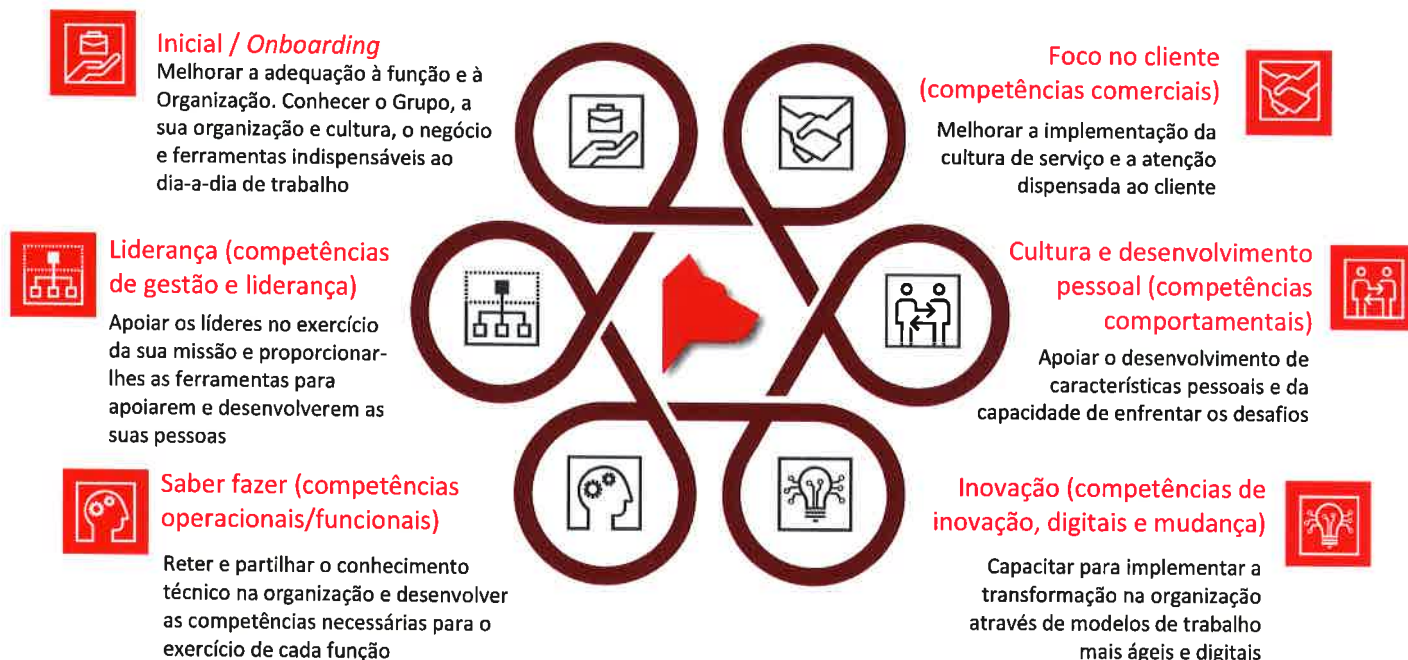 Inicial / Onboarding
Melhorar a adequação à função e à
Organização. Conhecer o Grupo, a
sua organização e cultura, o negócio
e ferramentas indispensáveis ao
dia-a-dia de trabalho
Foco no cliente
(competências comerciais)
Melhorar a implementação da
cultura de serviço e a atenção
dispensada ao cliente
Liderança (competências
de gestão e liderança)
Apoiar os líderes no exercício
da sua missão e proporcionar-
lhes as ferramentas para
apoiarem e desenvolverem as
suas pessoas
Cultura e desenvolvimento
pessoal (competências
comportamentais)
Apoiar o desenvolvimento de
características pessoais e da
capacidade de enfrentar os desafios
Saber fazer (competências
operacionais/funcionais)
Reter e partilhar o conhecimento
técnico na organização e desenvolver
as competências necessárias para o
exercício de cada função
Inovação (competências de
inovação, digitais e mudança)
Capacitar para implementar a
transformação na organização
através de modelos de trabalho
mais ágeis e digitais